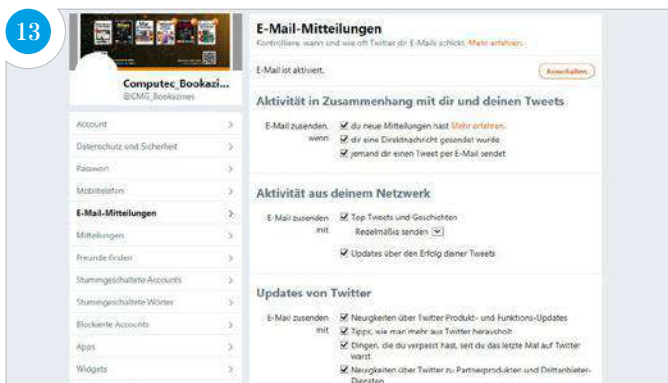 13
E-Mail-Mitteilungen
Kontrolliere, wann und wie oft Twitter dir E-Mails schickt. Mehr erfahren.
E-Mail ist aktiviert.
Computec_Bookazi...
@CMG_Bookazines
Account
Datenschutz und Sicherheit
Passwort
Mobiltelefon
E-Mail-Mitteilungen
Mitteilungen
Freunde finden
Stummgeschaltete Accounts
Stummgeschaltete Wörter
Blockierte Accounts
Apps
Widgets
Aktivität in Zusammenhang mit dir und deinen Tweets
E-Mail zusenden, wenn
du neue Mitteilungen hast Mehr erfahren.
dir eine Direktnachricht gesendet wurde
jemand dir einen Tweet per E-Mail sendet
Aktivität aus deinem Netzwerk
E-Mail zusenden mit
Top Tweets und Geschichten
Regelmäßig senden
Updates über den Erfolg deiner Tweets
Updates von Twitter
E-Mail zusenden mit
Neuigkeiten über Twitter Produkt- und Funktions-Updates
Tipps, wie man mehr aus Twitter herausholt
Dingen, die du verpasst hast, seit du das letzte Mal auf Twitter
warst
Neuigkeiten über Twitter zu Partnerprodukten und Drittanbieter-
Diensten